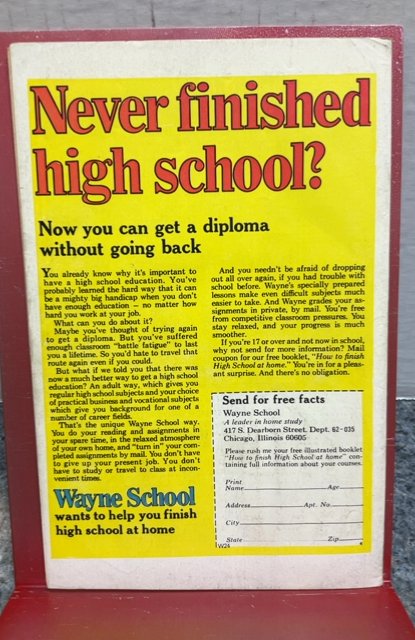 Never finished
high school?
Now you can get a diploma
without going back
You already know why it's important to
have a high school education. You've
probably learned the hard way that it can
be a mighty big handicap when you don't
have enough education – no matter how
hard you work at your job.
What can you do about it?
Maybe you've thought of trying again
to get a diploma. But you've suffered
enough classroom "battle fatigue" to last
you a lifetime. So you'd hate to travel that
route again even if you could.
But what if we told you that there was
now a much better way to get a high school
education? An adult way, which gives you
regular high school subjects and your choice
of practical business and vocational subjects
which give you background for one of a
number of career fields.
That's the unique Wayne School way.
You do your reading and assignments in
your spare time, in the relaxed atmosphere
of your own home, and "turn in" your com-
pleted assignments by mail. You don't have
to give up your present job. You don't
have to study or travel to class at incon-
venient times.
Wayne School
wants to help you finish
high school at home
And you needn't be afraid of dropping
out all over again, if you had trouble with
school before. Wayne's specially prepared
lessons make even difficult subjects much
easier to take. And Wayne grades your as-
signments in private, by mail. You're free
from competitive classroom pressures. You
stay relaxed, and your progress is much
smoother.
If you're 17 or over and not now in school,
why not send for more information? Mail
coupon for our free booklet, "How to finish
High School at home." You're in for a pleas-
ant surprise. And there's no obligation.
Send for free facts
Wayne School
A leader in home study
417 S. Dearborn Street, Dept. 62-035
Chicago, Illinois 60605
Please rush me your free illustrated booklet
"How to finish High School at home" con-
taining full information about your courses.
Print
Name Age
Address Apt. No.
City
State Zip
W24 4